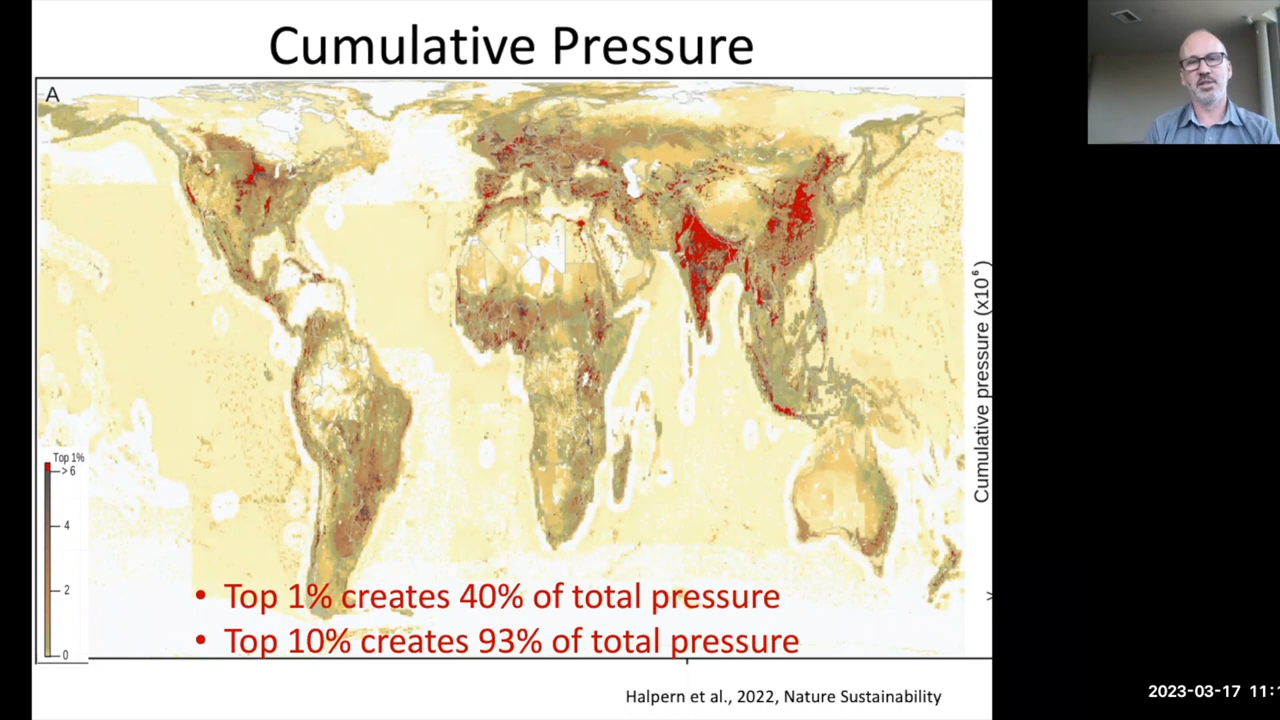 Cumulative Pressure
A
Top 1%
> 6
4
2
0
Cumulative pressure (x10⁶)
• Top 1% creates 40% of total pressure
• Top 10% creates 93% of total pressure
Halpern et al., 2022, Nature Sustainability
2023-03-17 11: